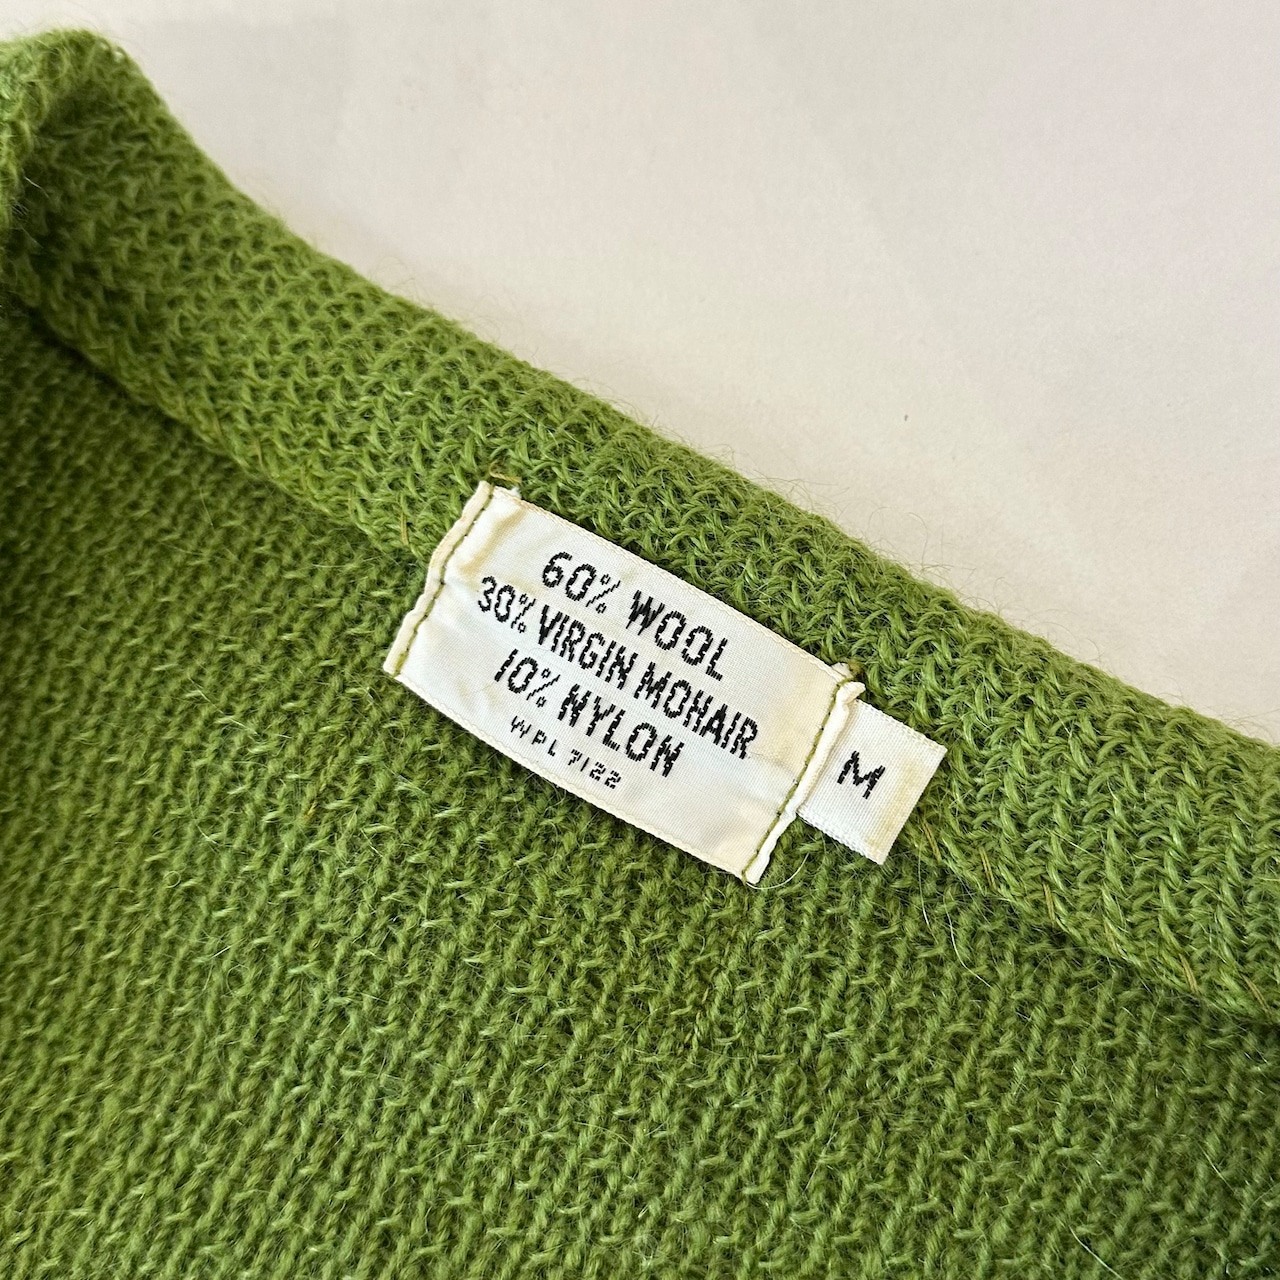 60% WOOL
30% VIRGIN MOHAIR
10% NYLON
WPL 7122
M